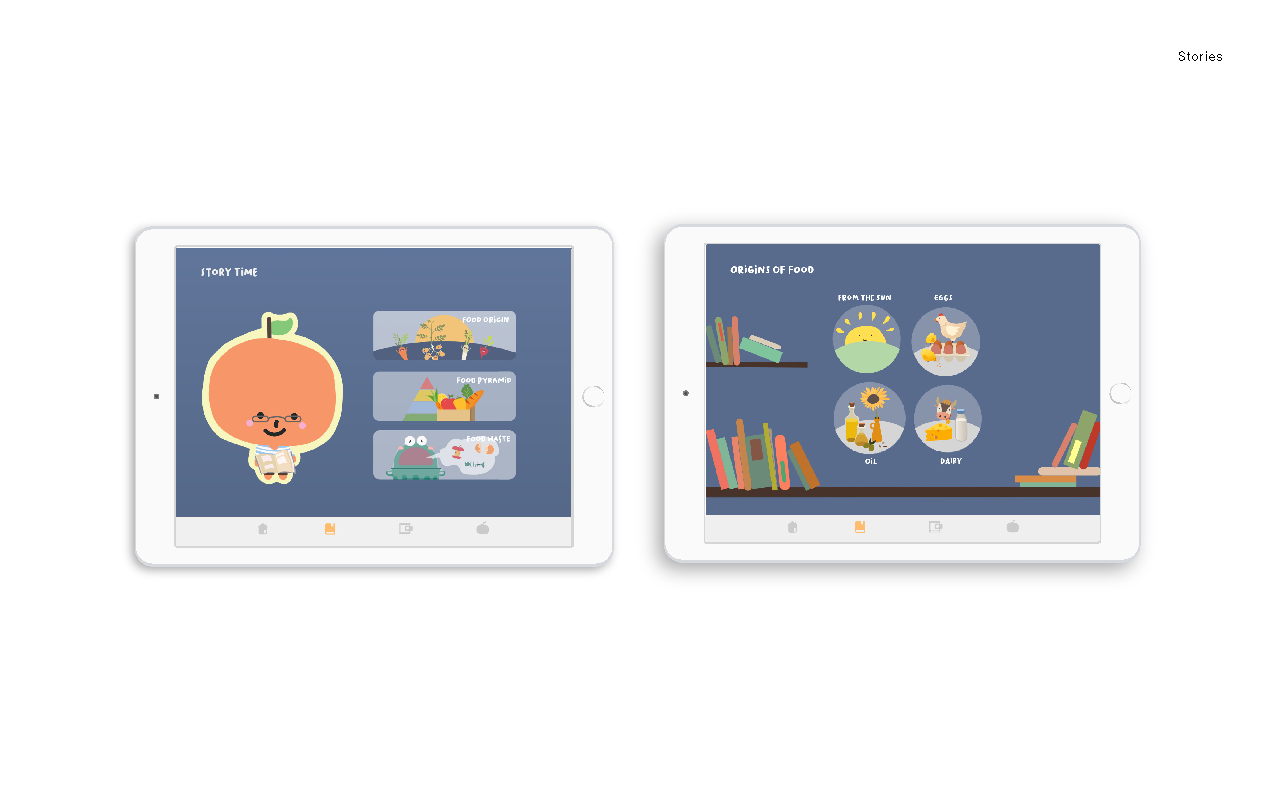 Stories
STORY TIME
FOOD ORIGIN
FOOD PYRAMID
FOOD WASTE
ORIGINS OF FOOD
FROM THE SUN
EGGS
OIL
DAIRY